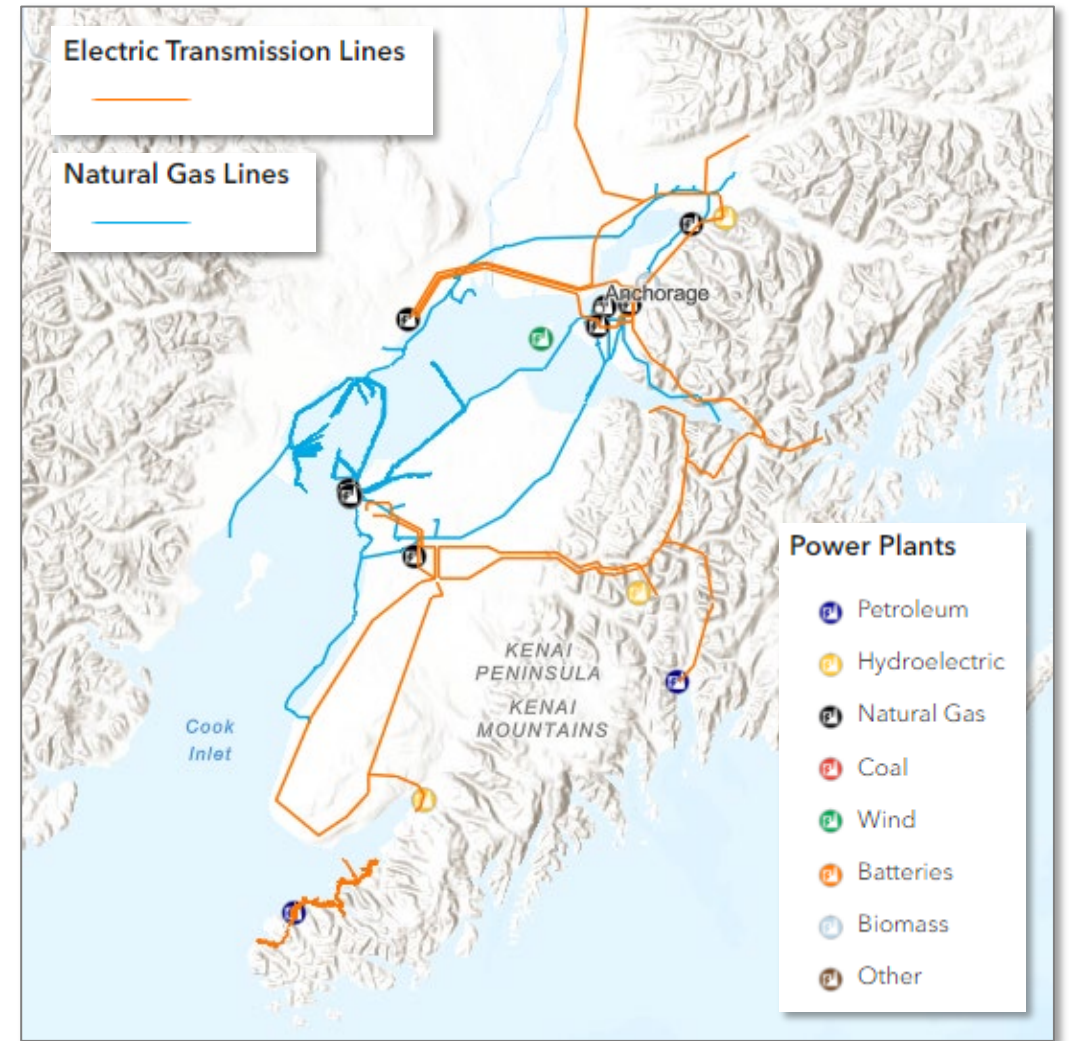 Electric Transmission Lines
Natural Gas Lines
Anchorage
KENAI
PENINSULA
KENAI
MOUNTAINS
Cook
Inlet
Power Plants
Petroleum
Hydroelectric
Natural Gas
Coal
Wind
Batteries
Biomass
Other